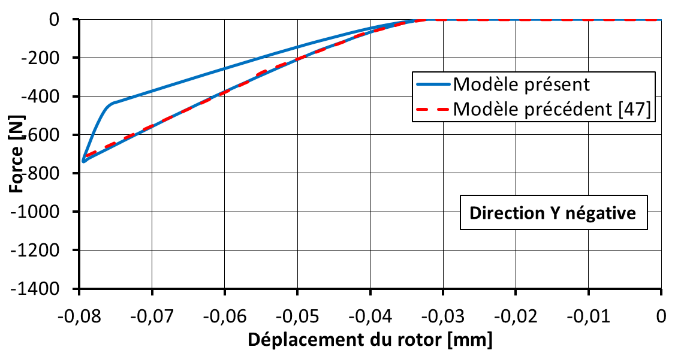 0
-200
-400
-600
-800
-1000
-1200
-1400
Force [N]
Modèle présent
Modèle précédent [47]
Direction Y négative
-0,08 -0,07 -0,06 -0,05 -0,04 -0,03 -0,02 -0,01 0
Déplacement du rotor [mm]